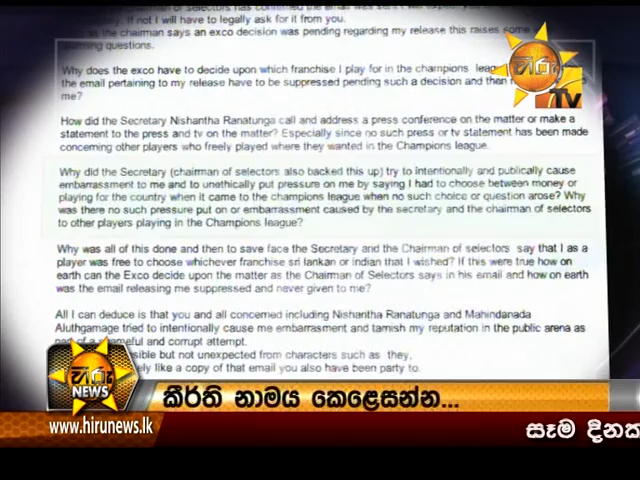 chairman of selectors has confirmed the email was sent I will
If not I will have to legally ask for it from you.
the chairman says an exco decision was pending regarding my release this raises some
questions.
Why does the exco have to decide upon which franchise I play for in the champions
the email pertaining to my release have to be suppressed pending such a decision and then
me?
How did the Secretary Nishantha Ranatunga call and address a press conference on the matter or make a
statement to the press and tv on the matter? Especially since no such press or tv statement has been made
concerning other players who freely played where they wanted in the Champions league.
Why did the Secretary (chairman of selectors also backed this up) try to intentionally and publically cause
embarrassment to me and to unethically put pressure on me by saying I had to choose between money or
playing for the country when it came to the champions league when no such choice or question arose? Why
was there no such pressure put on or embarrassment caused by the secretary and the chairman of selectors
to other players playing in the Champions league?
Why was all of this done and then to save face the Secretary and the Chairman of selectors say that I as a
player was free to choose whichever franchise sri lankan or indian that I wished? If this were true how on
earth can the Exco decide upon the matter as the Chairman of Selectors says in his email and how on earth
was the email releasing me suppressed and never given to me?
All I can deduce is that you and all concerned including Nishantha Ranatunga and Mahindanada
Aluthgamage tried to intentionally cause me embarrassment and tarnish my reputation in the public arena as
part of a shameful and corrupt attempt.
but not unexpected from characters such as they,
like a copy of that email you also have been party to.
හිරු
Tv
හිරු
NEWS
කීර්ති නාමය කෙළෙසන්න...
www.hirunews.lk
සෑම